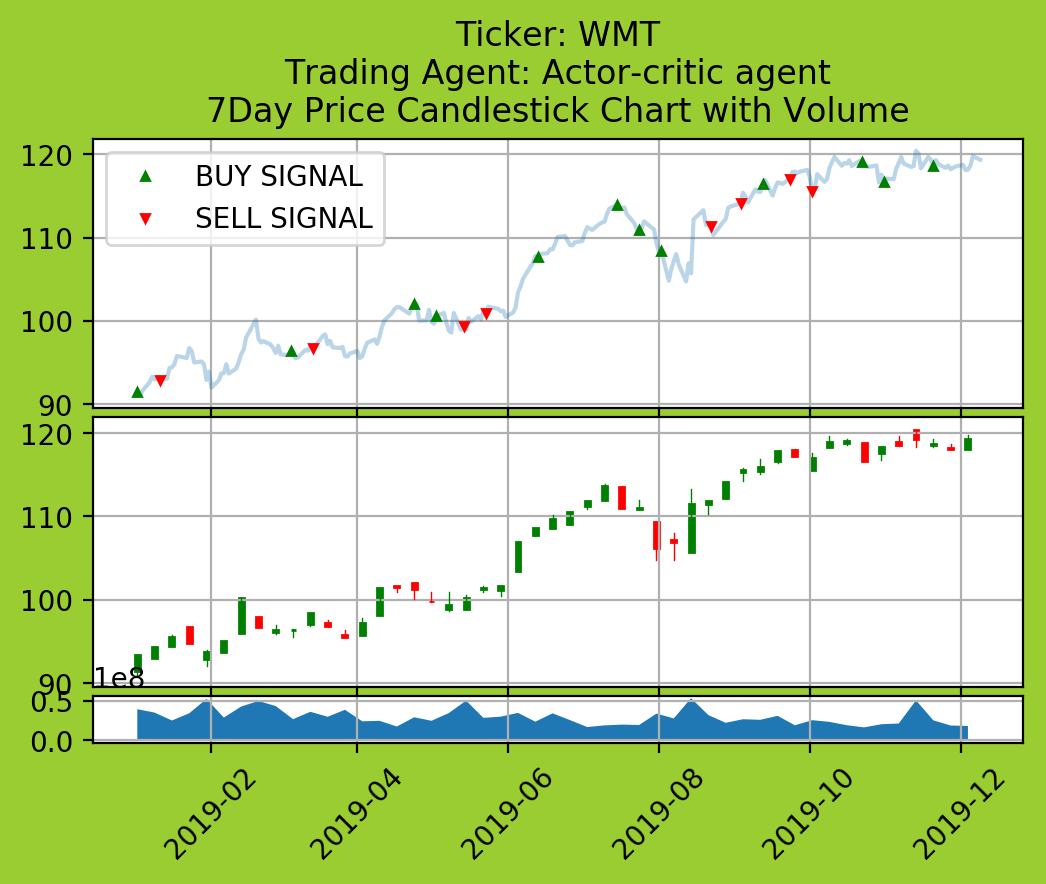 Ticker: WMT
Trading Agent: Actor-critic agent
7Day Price Candlestick Chart with Volume
120
BUY SIGNAL
SELL SIGNAL
110
100
90
120
110
100
90
1e8
0.5
0.0
2019-02
2019-04
2019-06
2019-08
2019-10
2019-12